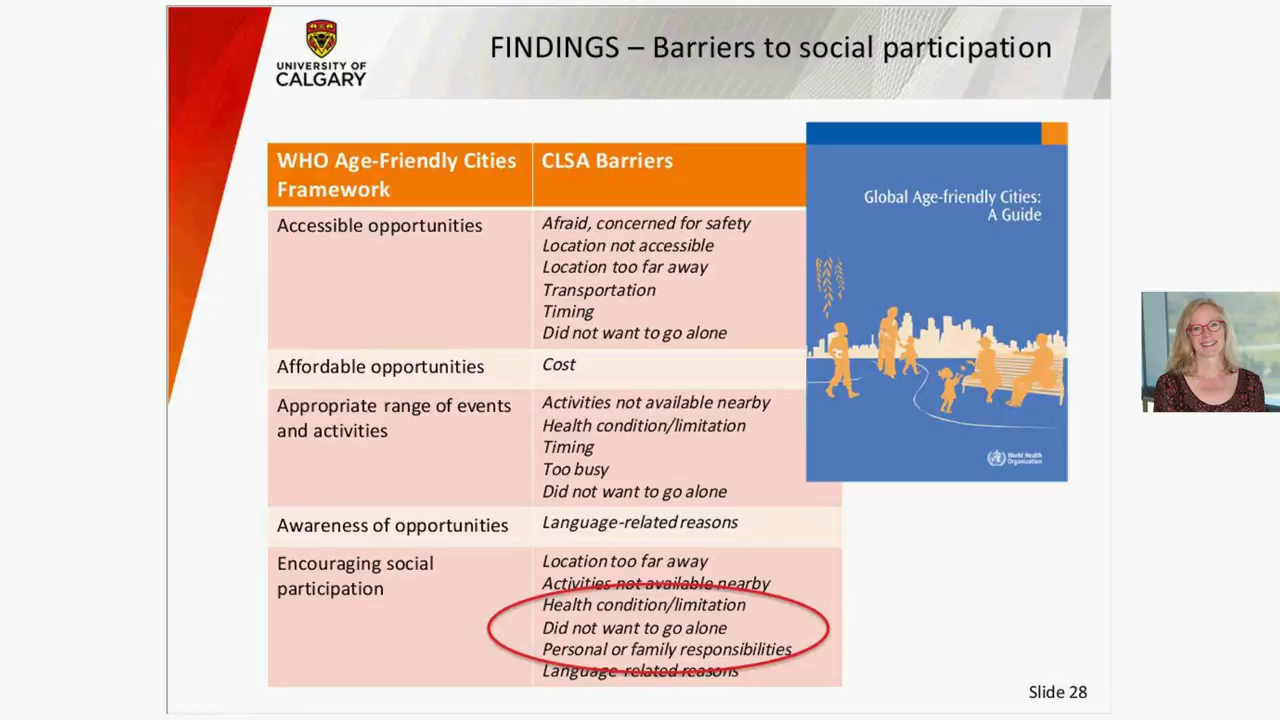 UNIVERSITY OF
CALGARY
FINDINGS – Barriers to social participation
WHO Age-Friendly Cities
Framework
CLSA Barriers
Accessible opportunities
Afraid, concerned for safety
Location not accessible
Location too far away
Transportation
Timing
Did not want to go alone
Affordable opportunities
Cost
Appropriate range of events
and activities
Activities not available nearby
Health condition/limitation
Timing
Too busy
Did not want to go alone
Awareness of opportunities
Language-related reasons
Encouraging social
participation
Location too far away
Activities not available nearby
Health condition/limitation
Did not want to go alone
Personal or family responsibilities
Language-related reasons
Global Age-friendly Cities:
A Guide
World Health
Organization
Slide 28